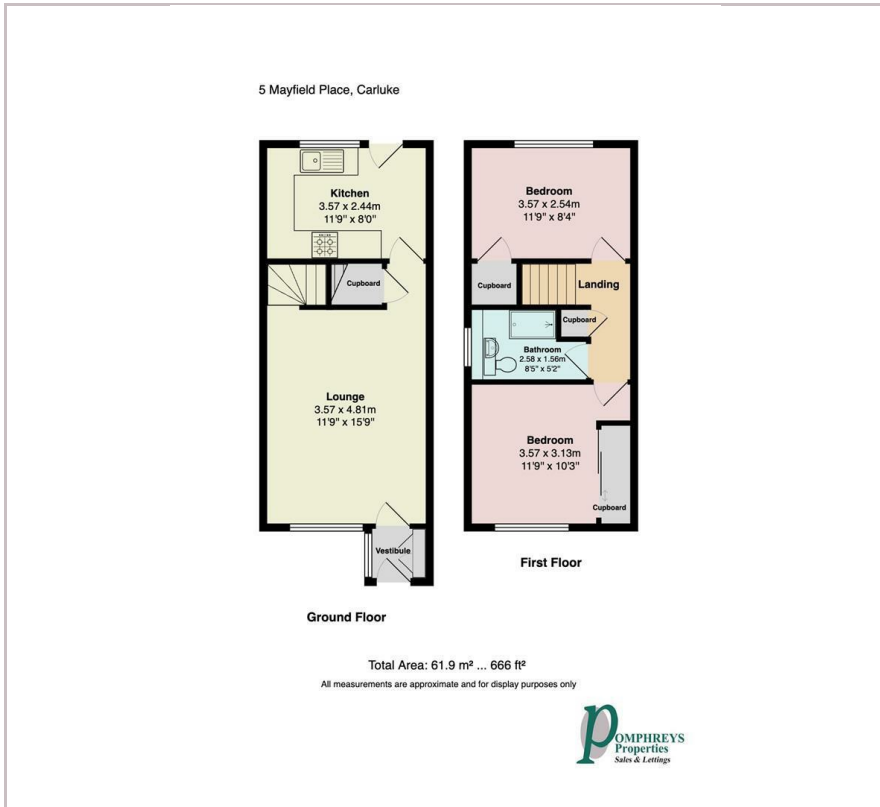 5 Mayfield Place, Carluke
Kitchen
3.57 x 2.44m
11'9" x 8'0"
Cupboard
Lounge
3.57 x 4.81m
11'9" x 15'9"
Vestibule
Ground Floor
Bedroom
3.57 x 2.54m
11'9" x 8'4"
Cupboard
Landing
Cupboard
Bathroom
2.58 x 1.56m
8'5" x 5'2"
Bedroom
3.57 x 3.13m
11'9" x 10'3"
Cupboard
First Floor
Total Area: 61.9 m² ... 666 ft²
All measurements are approximate and for display purposes only
POMPHREYS
Properties
Sales & Lettings